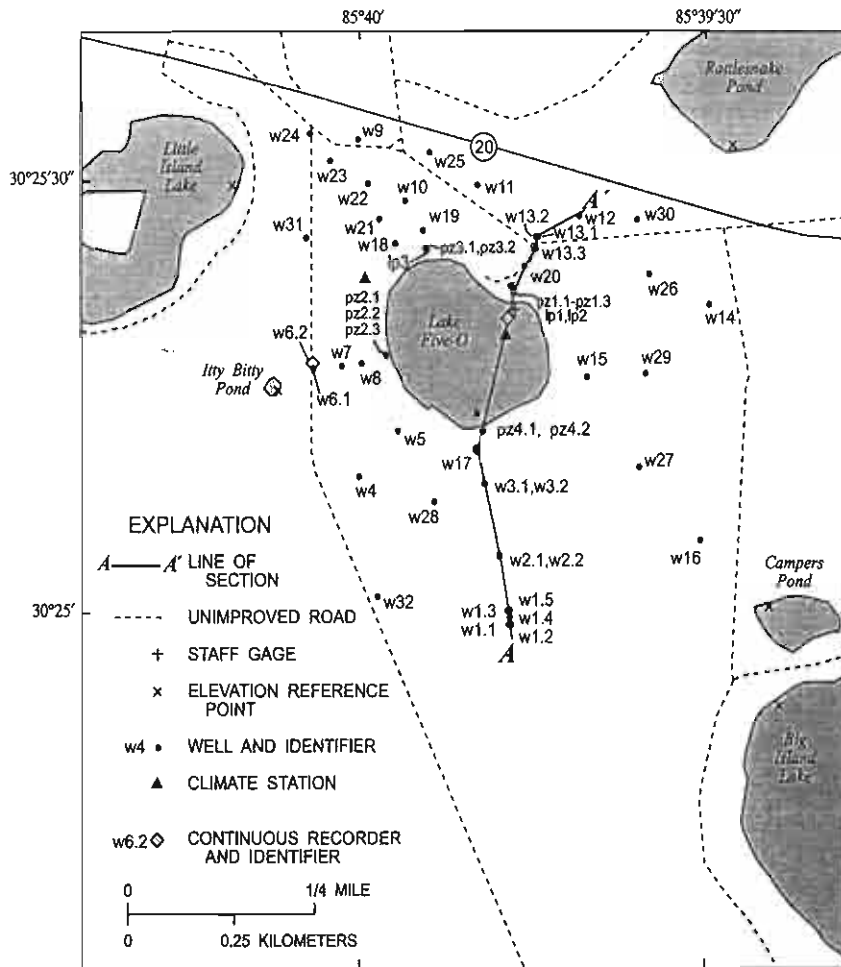 85°40'
85°39'30"
Rattlesnake
Pond
20
w24
w9
w25
Little
Island
Lake
w23
30°25'30"
w22
w10
w11
A′
w12
w30
w13.2
w13.1
w13.3
w21
w19
w31
w18
pz3.1,pz3.2
lp3
w20
w26
pz2.1
pz2.2
pz2.3
pz1.1-pz1.3
lp1,lp2
w14
Lake
Five-O
w6.2
w7
w8
w15
w29
Itty Bitty
Pond
w6.1
w5
pz4.1, pz4.2
w17
w27
w4
w3.1,w3.2
w28
w16
EXPLANATION
A A′ LINE OF
SECTION
w2.1,w2.2
Campers
Pond
30°25'
UNIMPROVED ROAD
w32
w1.5
w1.3
w1.4
w1.1
w1.2
A
STAFF GAGE
ELEVATION REFERENCE
POINT
Big
Island
Lake
w4 WELL AND IDENTIFIER
CLIMATE STATION
w6.2 CONTINUOUS RECORDER
AND IDENTIFIER
0 1/4 MILE
0 0.25 KILOMETERS